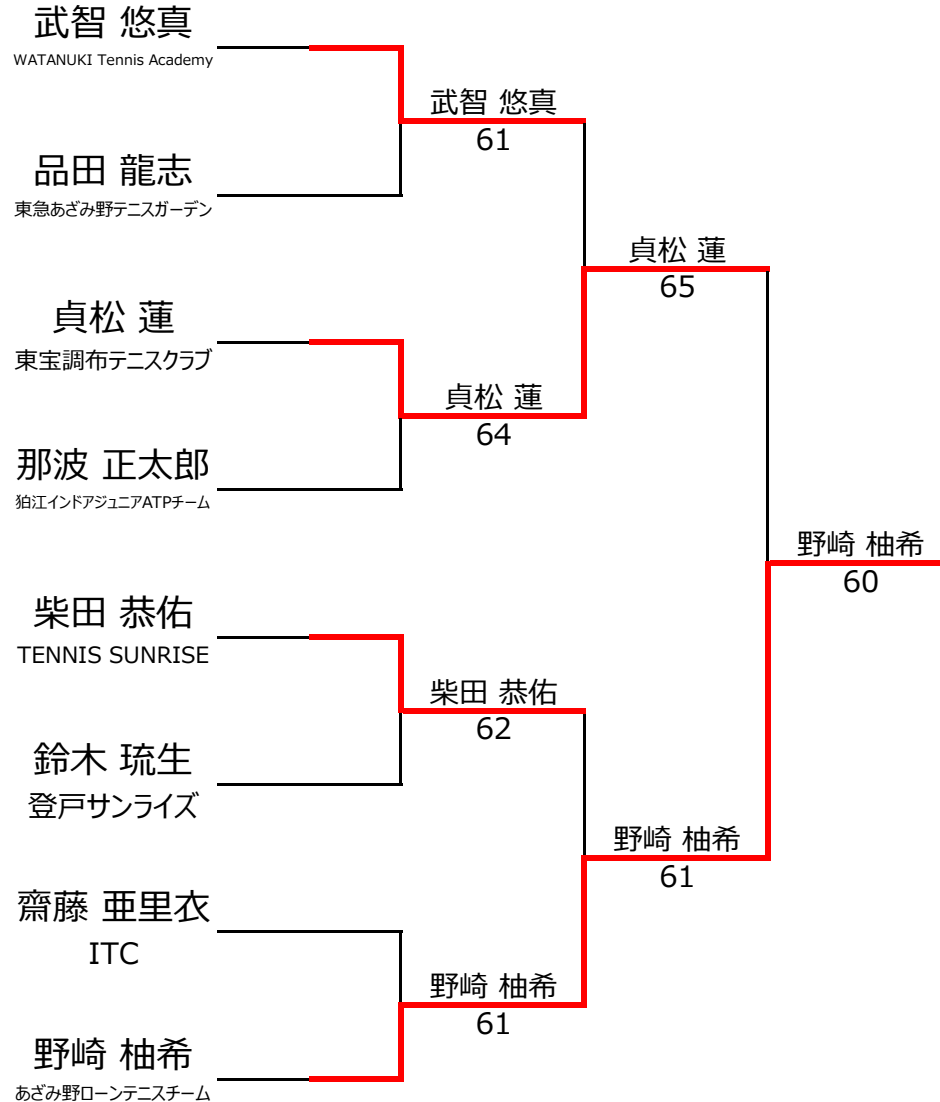 武智 悠真
WATANUKI Tennis Academy
武智 悠真
61
品田 龍志
東急あざみ野テニスガーデン
貞松 蓮
65
貞松 蓮
東宝調布テニスクラブ
貞松 蓮
64
那波 正太郎
狛江インドアジュニアATPチーム
野崎 柚希
60
柴田 恭佑
TENNIS SUNRISE
柴田 恭佑
62
鈴木 琉生
登戸サンライズ
野崎 柚希
61
齋藤 亜里衣
ITC
野崎 柚希
61
野崎 柚希
あざみ野ローンテニスチーム